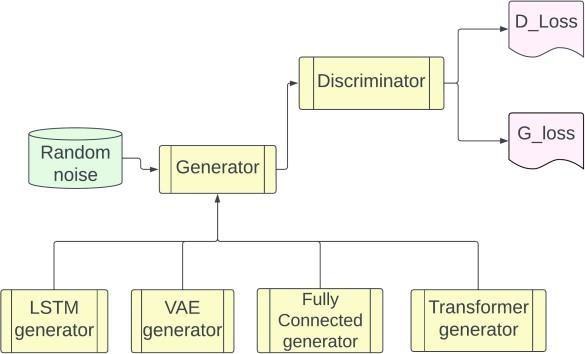 D_Loss
Discriminator
G_loss
Random
noise
Generator
LSTM
generator
VAE
generator
Fully
Connected
generator
Transformer
generator